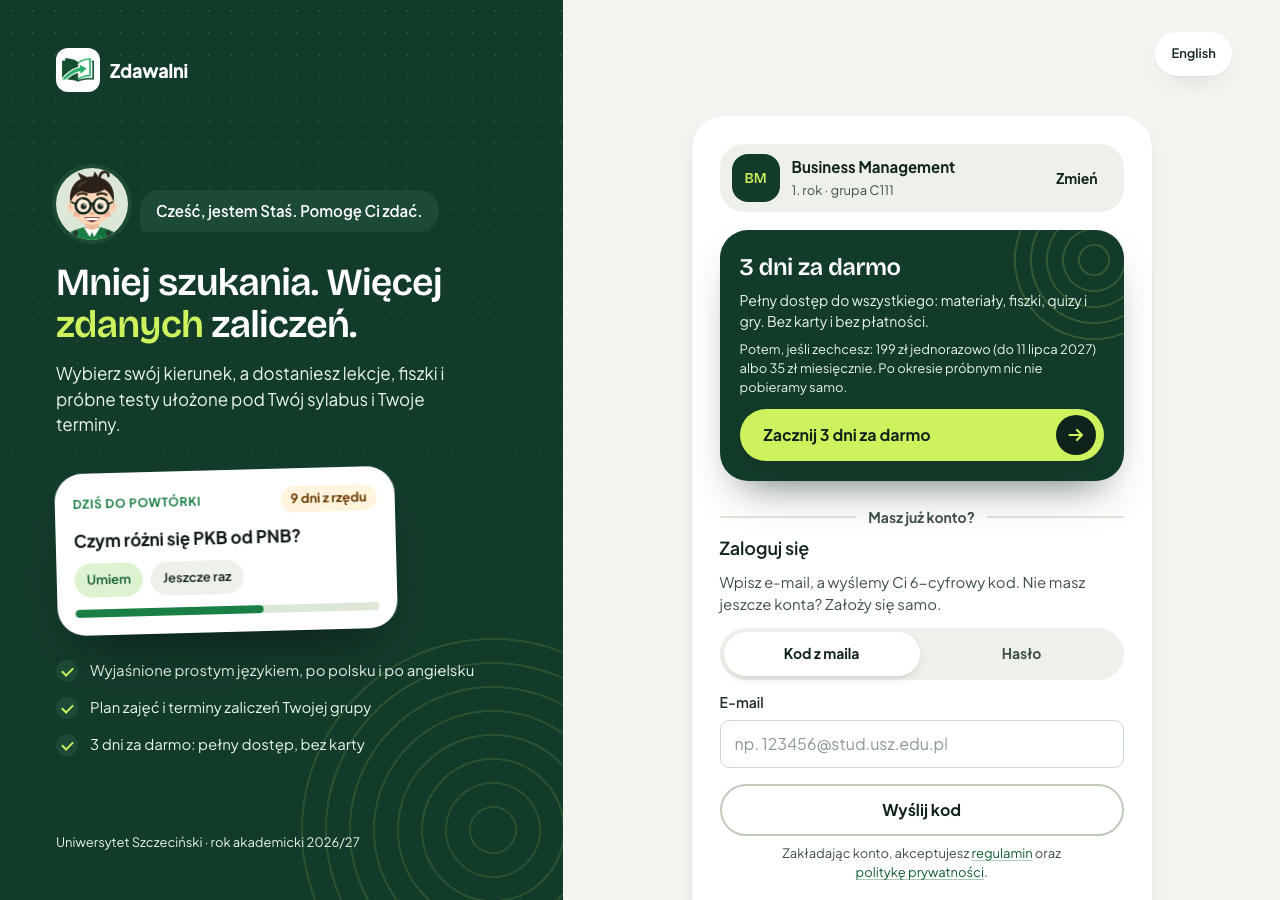 Zdawalni
Cześć, jestem Staś. Pomogę Ci zdać.
Mniej szukania. Więcej
zdanych zaliczeń.
Wybierz swój kierunek, a dostaniesz lekcje, fiszki i
próbne testy ułożone pod Twój sylabus i Twoje
terminy.
DZIŚ DO POWTÓRKI
9 dni z rzędu
Czym różni się PKB od PNB?
Umiem
Jeszcze raz
Wyjaśnione prostym językiem, po polsku i po angielsku
Plan zajęć i terminy zaliczeń Twojej grupy
3 dni za darmo: pełny dostęp, bez karty
Uniwersytet Szczeciński · rok akademicki 2026/27
English
BM
Business Management
1. rok · grupa C111
Zmień
3 dni za darmo
Pełny dostęp do wszystkiego: materiały, fiszki, quizy i
gry. Bez karty i bez płatności.
Potem, jeśli zechcesz: 199 zł jednorazowo (do 11 lipca 2027)
albo 35 zł miesięcznie. Po okresie próbnym nic nie
pobieramy samo.
Zacznij 3 dni za darmo
Masz już konto?
Zaloguj się
Wpisz e-mail, a wyślemy Ci 6-cyfrowy kod. Nie masz
jeszcze konta? Założy się samo.
Kod z maila
Hasło
E-mail
np. 123456@stud.usz.edu.pl
Wyślij kod
Zakładając konto, akceptujesz regulamin oraz
politykę prywatności.